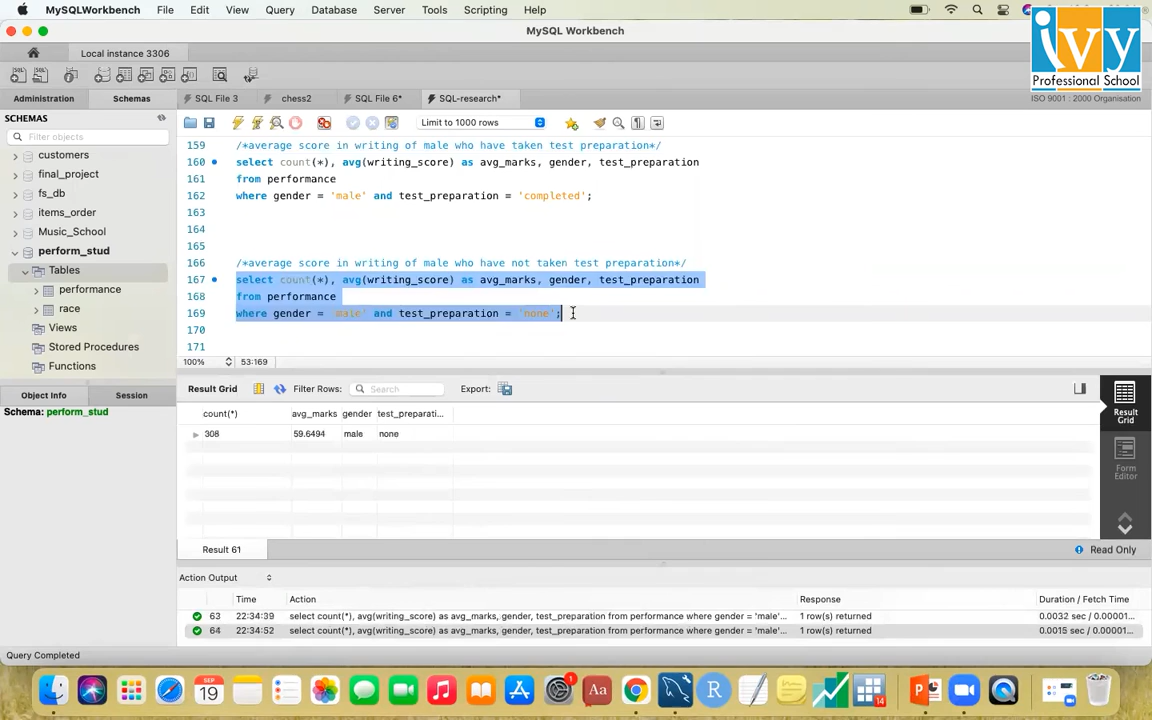 MySQLWorkbench File Edit View Query Database Server Tools Scripting Help
SEP
19
1
14
MySQL Workbench
ivy
Professional School
ISO 9001 : 2000 Organisation
Local instance 3306
Administration Schemas
SQL File 3 chess2 SQL File 6* SQL-research*
SCHEMAS
Filter objects
customers
final_project
fs_db
items_order
Music_School
perform_stud
Tables
performance
race
Views
Stored Procedures
Functions
Object Info Session
Schema: perform_stud
Limit to 1000 rows
159 /*average score in writing of male who have taken test preparation*/
160 select count(*), avg(writing_score) as avg_marks, gender, test_preparation
161 from performance
162 where gender = 'male' and test_preparation = 'completed';
163
164
165
166 /*average score in writing of male who have not taken test preparation*/
167 select count(*), avg(writing_score) as avg_marks, gender, test_preparation
168 from performance
169 where gender = 'male' and test_preparation = 'none';
170
171
100% 53:169
Result Grid Filter Rows: Search Export:
count(*) avg_marks gender test_preparati...
308 59.6494 male none
Result Grid
Form Editor
Result 61 Read Only
Action Output
Time Action Response Duration / Fetch Time
63 22:34:39 select count(*), avg(writing_score) as avg_marks, gender, test_preparation from performance where gender = 'male'... 1 row(s) returned 0.0032 sec / 0.00001...
64 22:34:52 select count(*), avg(writing_score) as avg_marks, gender, test_preparation from performance where gender = 'male'... 1 row(s) returned 0.0015 sec / 0.00001...
Query Completed